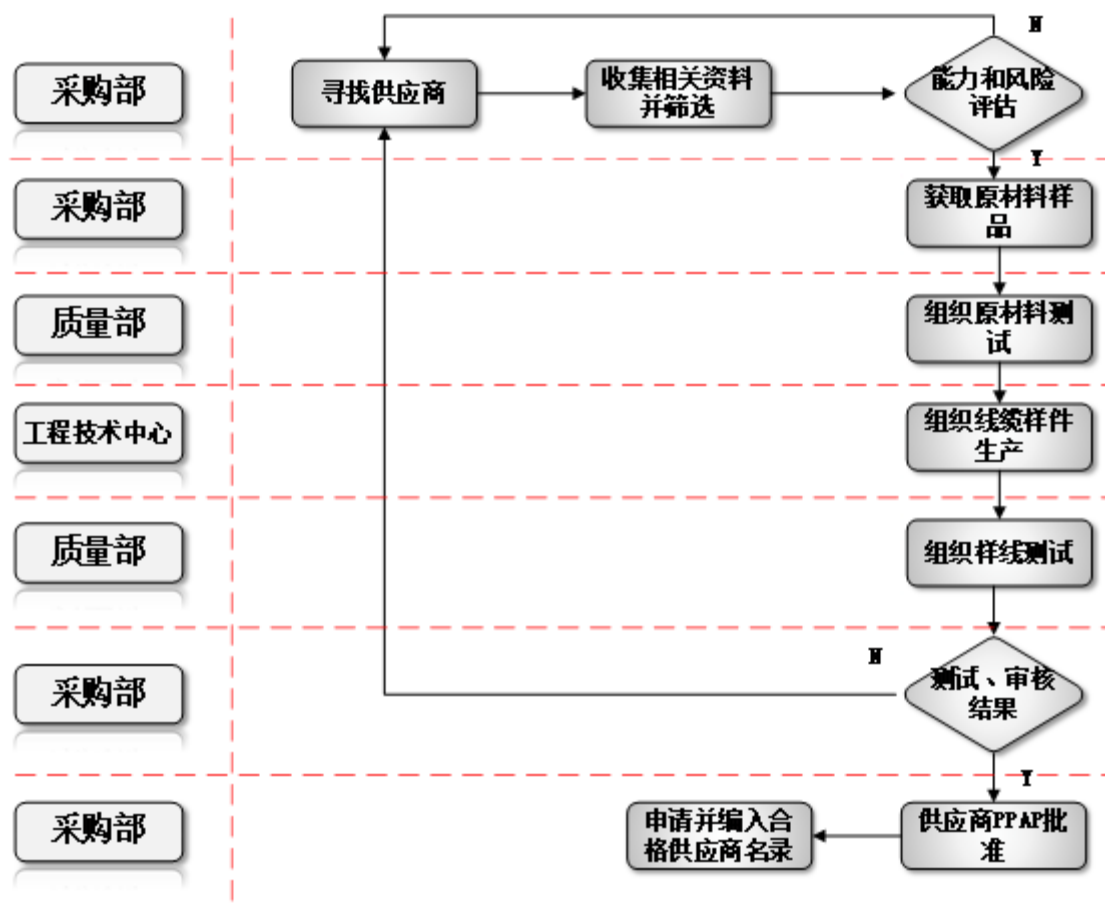 N
采购部
寻找供应商
收集相关资料
并筛选
能力和风险
评估
Y
采购部
获取原材料样
品
质量部
组织原材料测
试
工程技术中心
组织线缆样件
生产
质量部
组织样线测试
N
采购部
测试、审核
结果
Y
采购部
申请并编入合
格供应商名录
供应商PPAP批
准